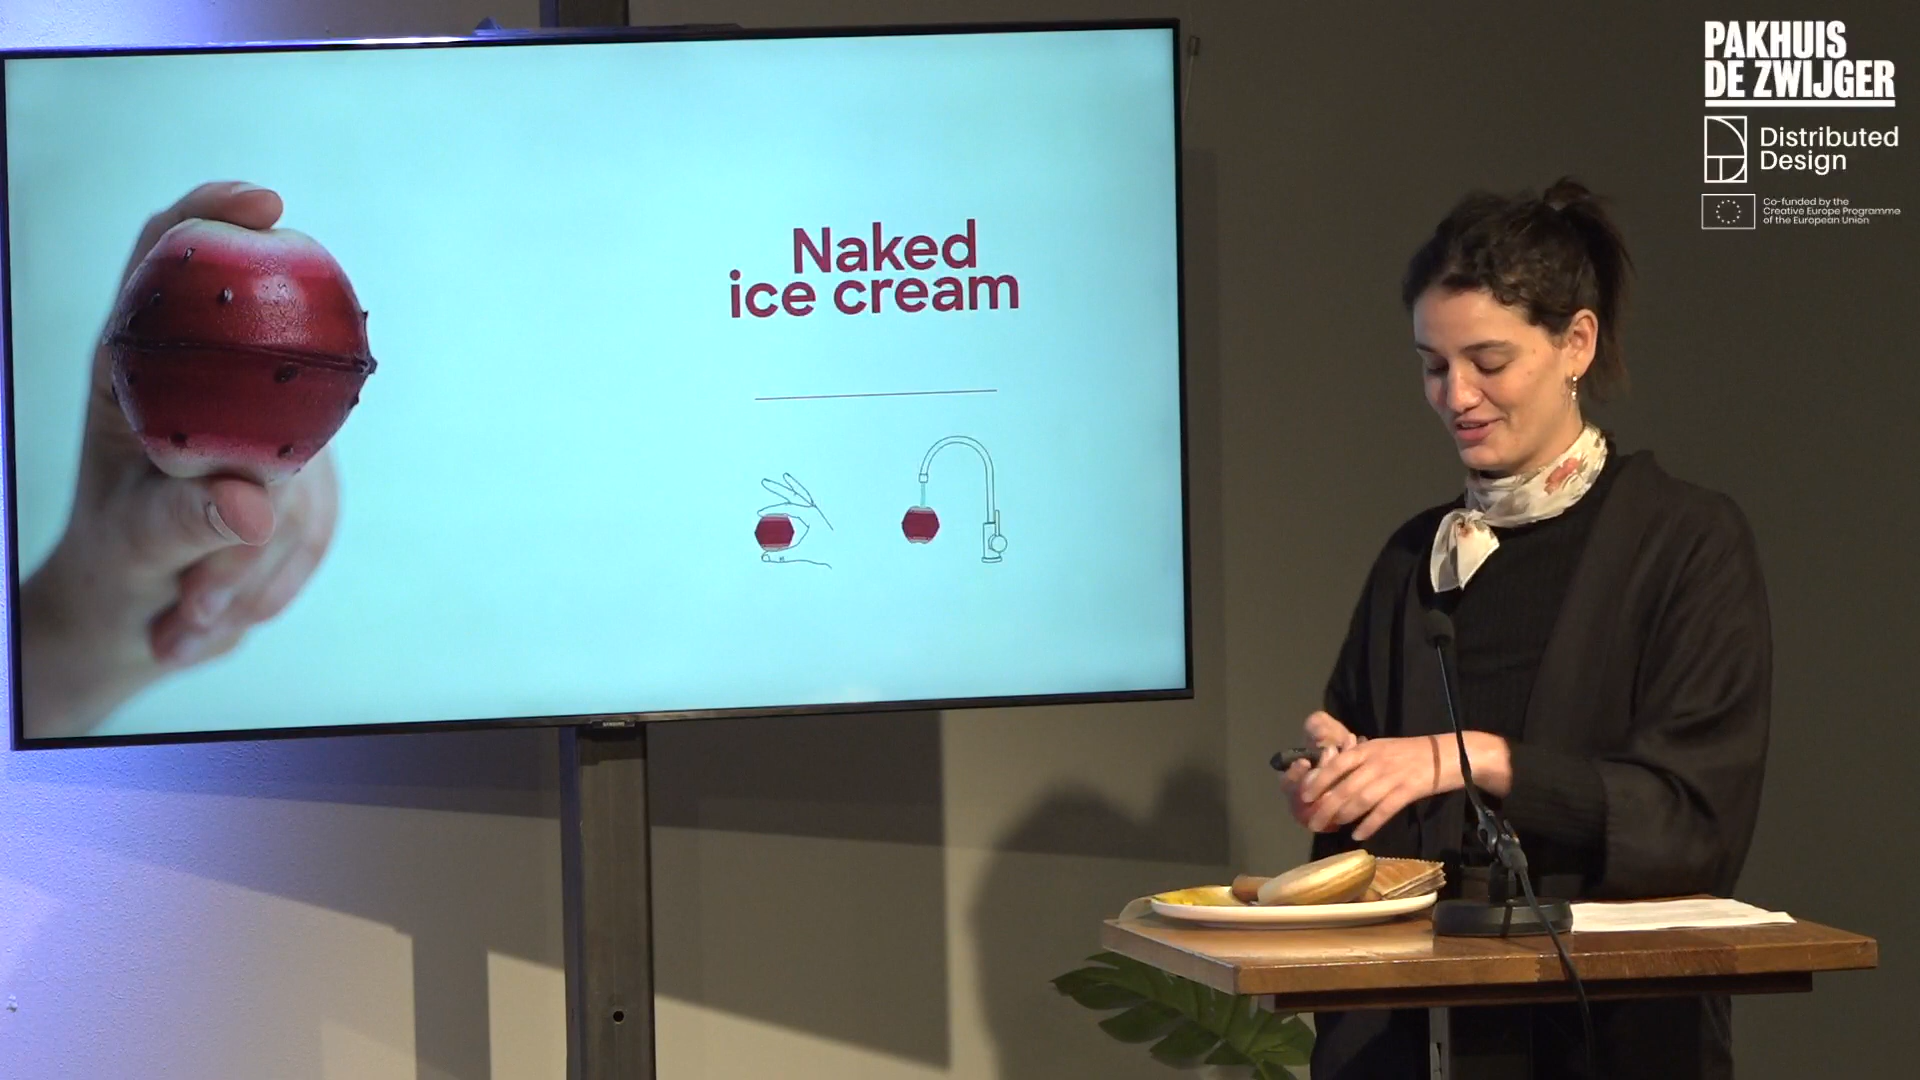 Naked
ice cream
SAMSUNG
PAKHUIS
DE ZWIJGER
Distributed
Design
Co-funded by the
Creative Europe Programme
of the European Union